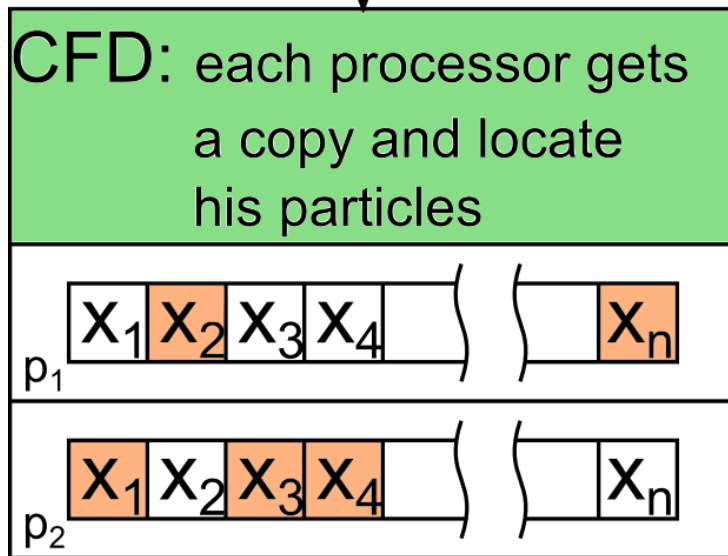 CFD: each processor gets
a copy and locate
his particles
x₁ x₂ x₃ x₄ xₙ
p₁
x₁ x₂ x₃ x₄ xₙ
p₂